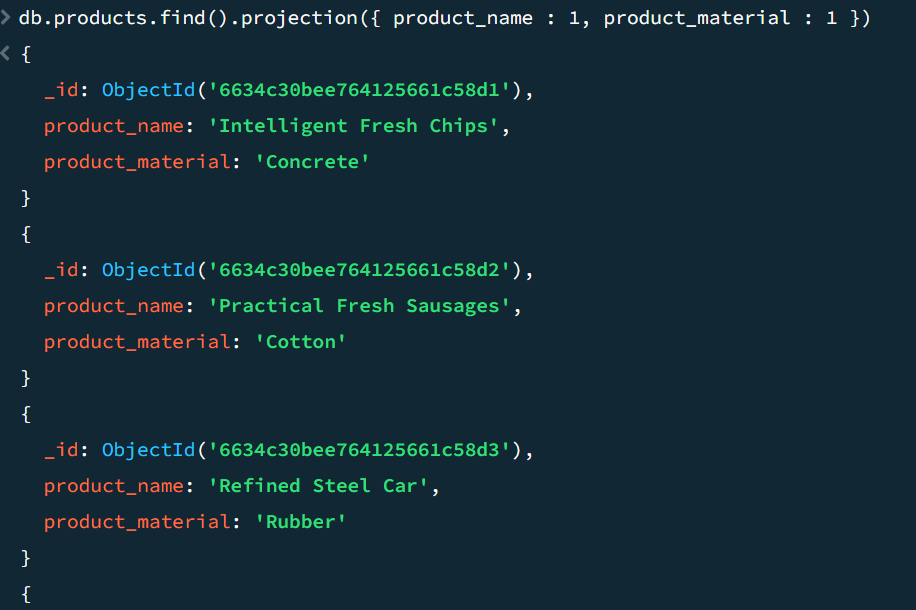 > db.products.find().projection({ product_name : 1, product_material : 1 })
< {
_id: ObjectId('6634c30bee764125661c58d1'),
product_name: 'Intelligent Fresh Chips',
product_material: 'Concrete'
}
{
_id: ObjectId('6634c30bee764125661c58d2'),
product_name: 'Practical Fresh Sausages',
product_material: 'Cotton'
}
{
_id: ObjectId('6634c30bee764125661c58d3'),
product_name: 'Refined Steel Car',
product_material: 'Rubber'
}
{